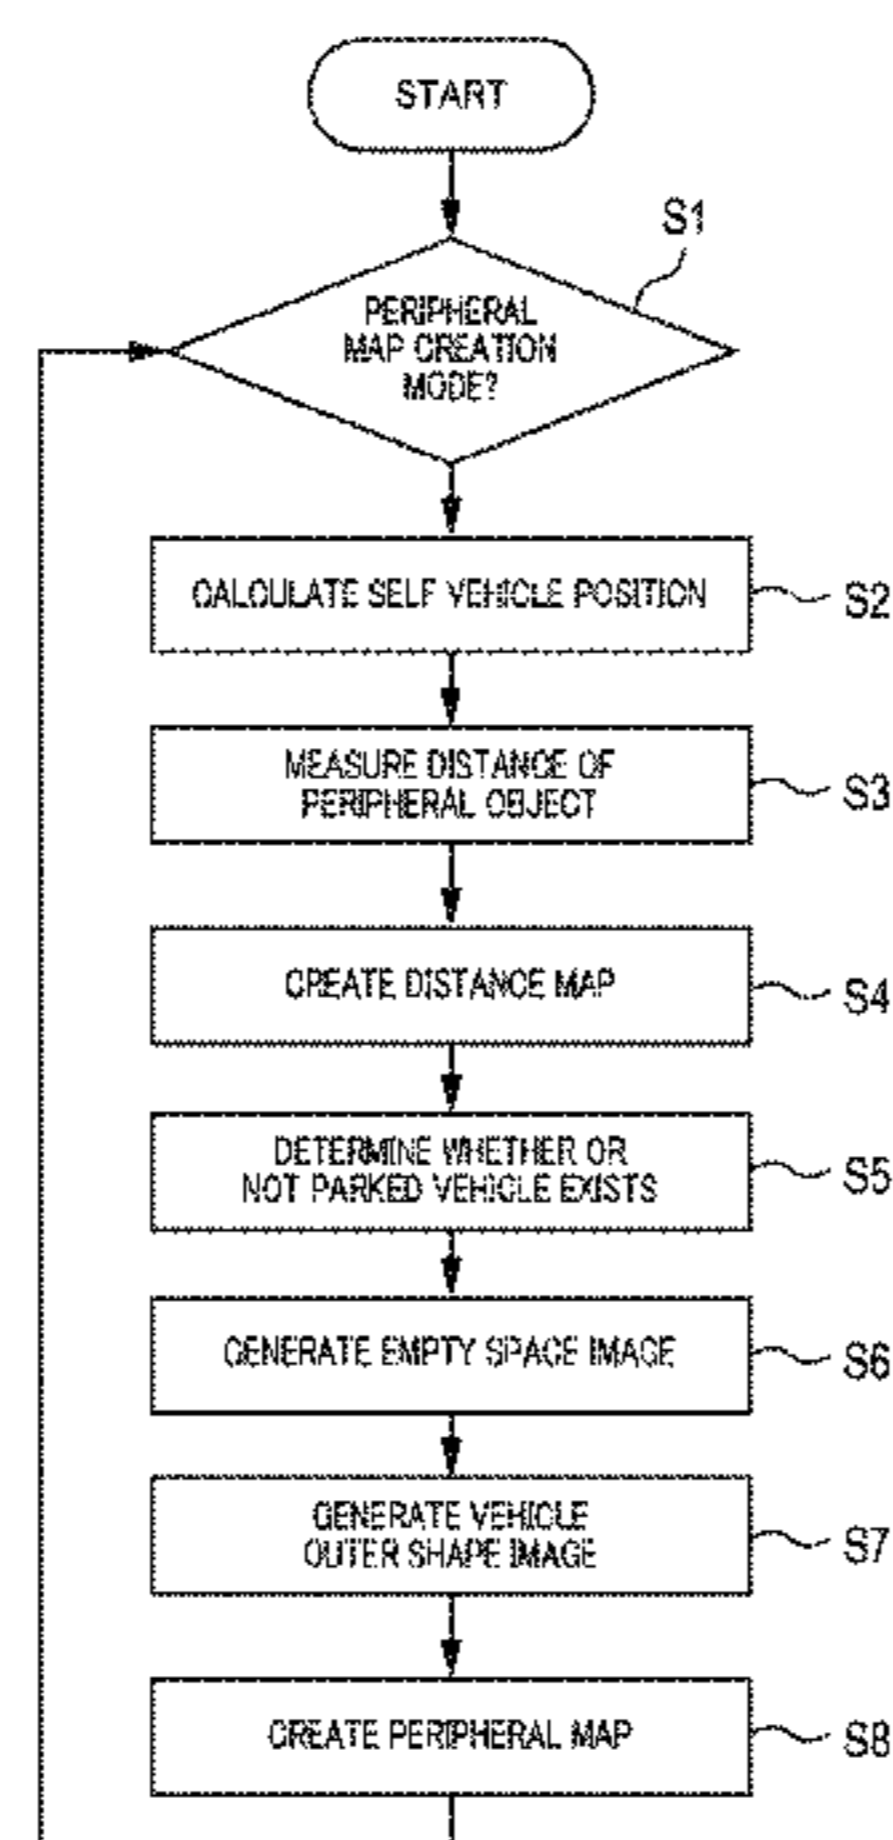 START
S1
PERIPHERAL
MAP CREATION
MODE?
CALCULATE SELF VEHICLE POSITION
S2
MEASURE DISTANCE OF
PERIPHERAL OBJECT
S3
CREATE DISTANCE MAP
S4
DETERMINE WHETHER OR
NOT PARKED VEHICLE EXISTS
S5
GENERATE EMPTY SPACE IMAGE
S6
GENERATE VEHICLE
OUTER SHAPE IMAGE
S7
CREATE PERIPHERAL MAP
S8